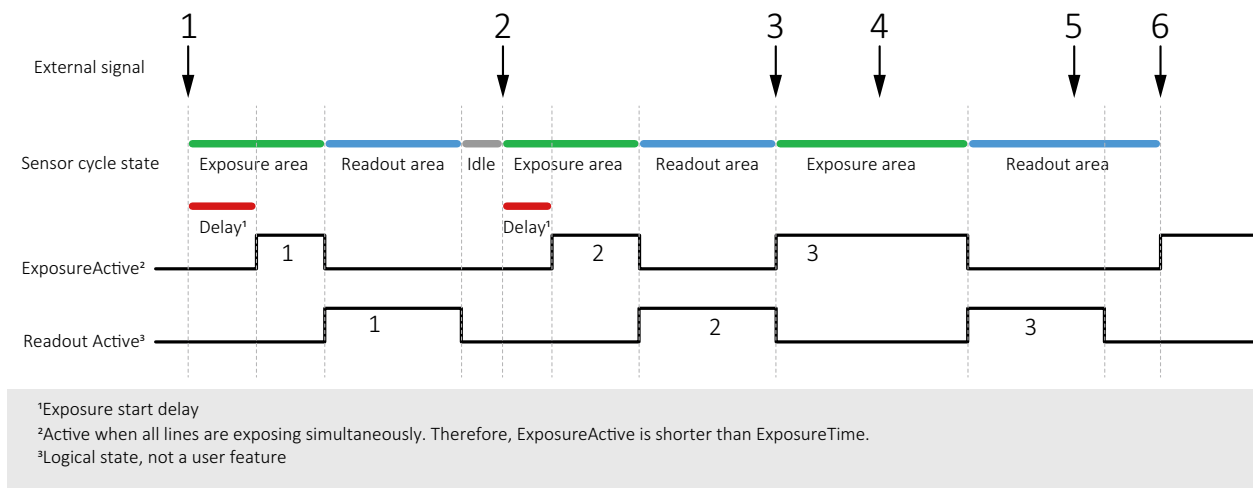 1 2 3 4 5 6
External signal
Sensor cycle state Exposure area Readout area Idle Exposure area Readout area Exposure area Readout area
Delay¹ Delay¹
ExposureActive² 1 2 3
Readout Active³ 1 2 3
¹Exposure start delay
²Active when all lines are exposing simultaneously. Therefore, ExposureActive is shorter than ExposureTime.
³Logical state, not a user feature